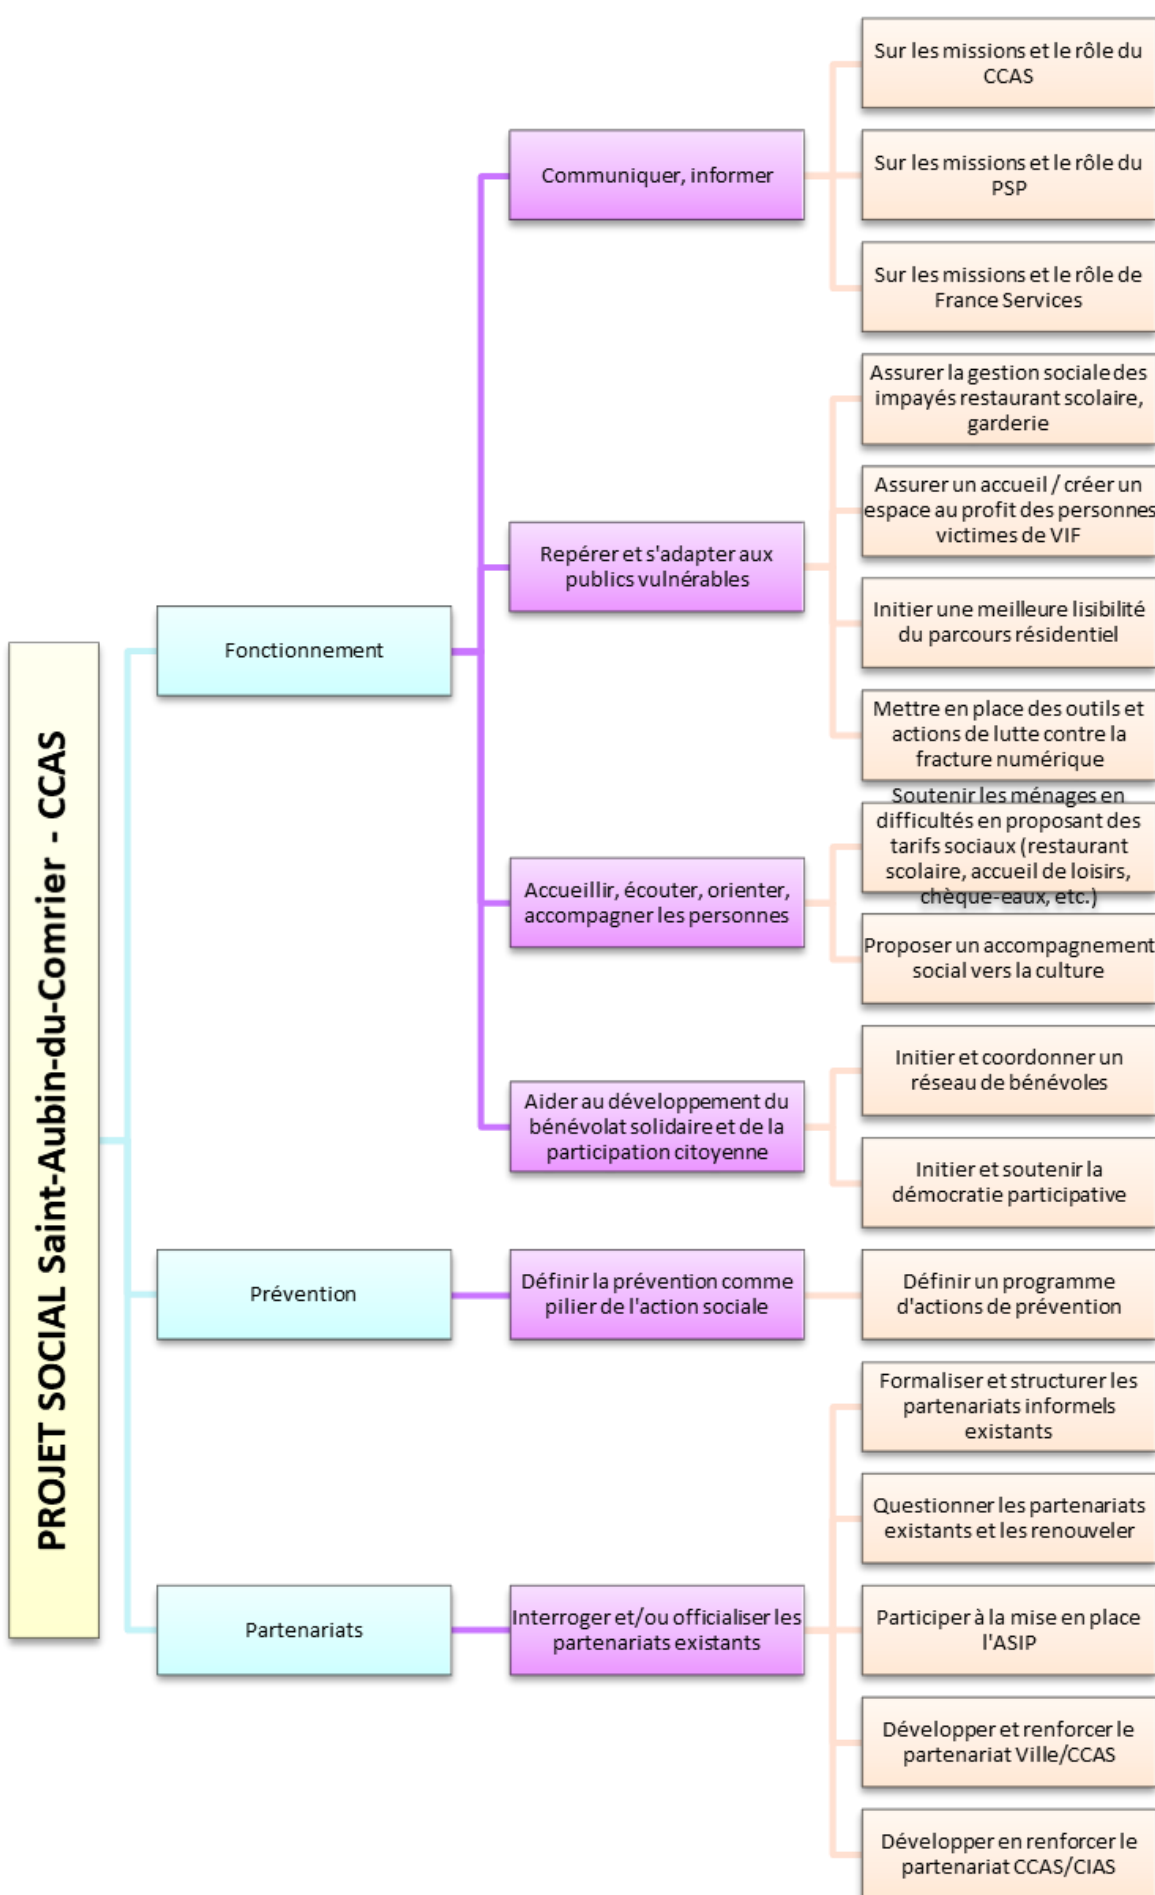 PROJET SOCIAL Saint-Aubin-du-Comrier - CCAS
Fonctionnement
Communiquer, informer
Sur les missions et le rôle du
CCAS
Sur les missions et le rôle du
PSP
Sur les missions et le rôle de
France Services
Repérer et s'adapter aux
publics vulnérables
Assurer la gestion sociale des
impayés restaurant scolaire,
garderie
Assurer un accueil / créer un
espace au profit des personnes
victimes de VIF
Initier une meilleure lisibilité
du parcours résidentiel
Mettre en place des outils et
actions de lutte contre la
fracture numérique
Accueillir, écouter, orienter,
accompagner les personnes
Soutenir les ménages en
difficultés en proposant des
tarifs sociaux (restaurant
scolaire, accueil de loisirs,
chèque-eaux, etc.)
Proposer un accompagnement
social vers la culture
Aider au développement du
bénévolat solidaire et de la
participation citoyenne
Initier et coordonner un
réseau de bénévoles
Initier et soutenir la
démocratie participative
Prévention
Définir la prévention comme
pilier de l'action sociale
Définir un programme
d'actions de prévention
Partenariats
Interroger et/ou officialiser les
partenariats existants
Formaliser et structurer les
partenariats informels
existants
Questionner les partenariats
existants et les renouveler
Participer à la mise en place
l'ASIP
Développer et renforcer le
partenariat Ville/CCAS
Développer en renforcer le
partenariat CCAS/CIAS